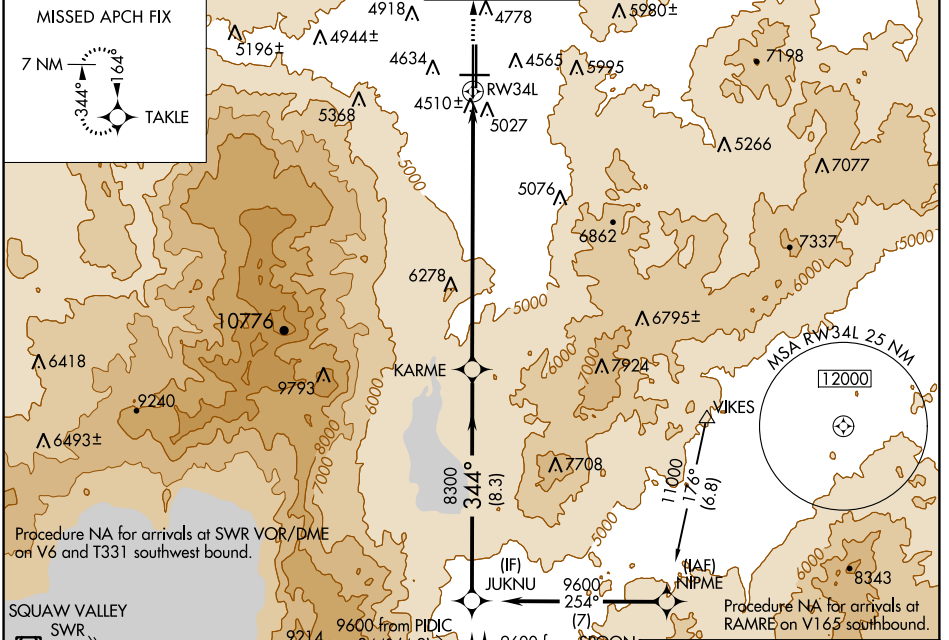 MISSED APCH FIX
7 NM
344°
164°
TAKLE
4918
4778
5980±
5196±
4944±
4634
4565
5995
7198
RW34L
4510±
5027
5368
5266
7077
5000
5076
6862
7337
5000
6278
5000
6000
10776
6795±
MSA RW34L 25 NM
12000
6418
KARME
6000
7924
9793
6000
9240
VIKES
6493±
8000
7000
7708
8300
344°
(8.3)
11000
176°
(6.8)
5000
Procedure NA for arrivals at SWR VOR/DME
on V6 and T331 southwest bound.
(IF)
JUKNU
9600
254°
(7)
(IAF)
NIPME
6000
8343
Procedure NA for arrivals at
RAMRE on V165 southbound.
SQUAW VALLEY
SWR
9214
9600 from PIDIC